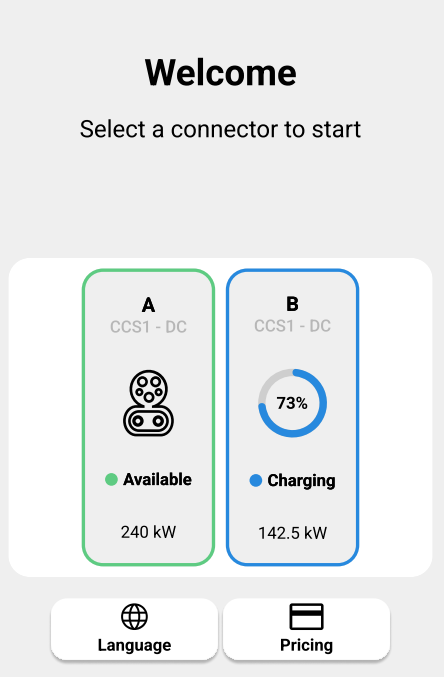 Welcome
Select a connector to start
A
CCS1 - DC
Available
240 kW
B
CCS1 - DC
73%
Charging
142.5 kW
Language
Pricing